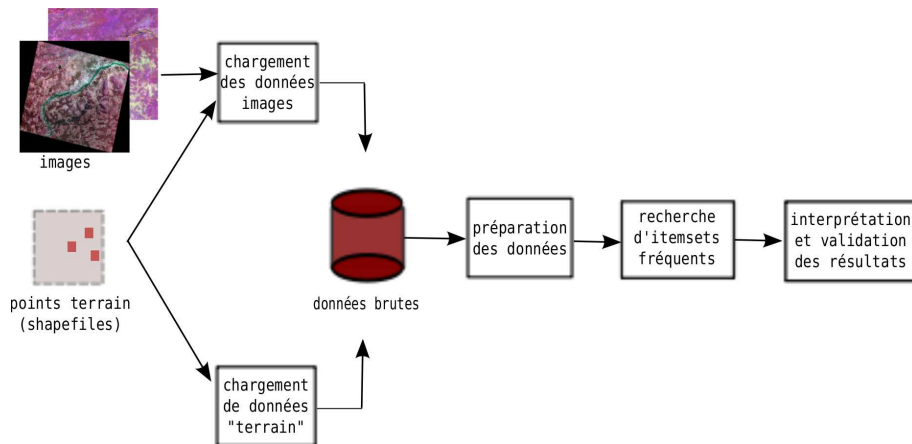 chargement
des données
images
images
points terrain
(shapefiles)
données brutes
préparation
des données
recherche
d'itemsets
fréquents
interprétation
et validation
des résultats
chargement
de données
"terrain"